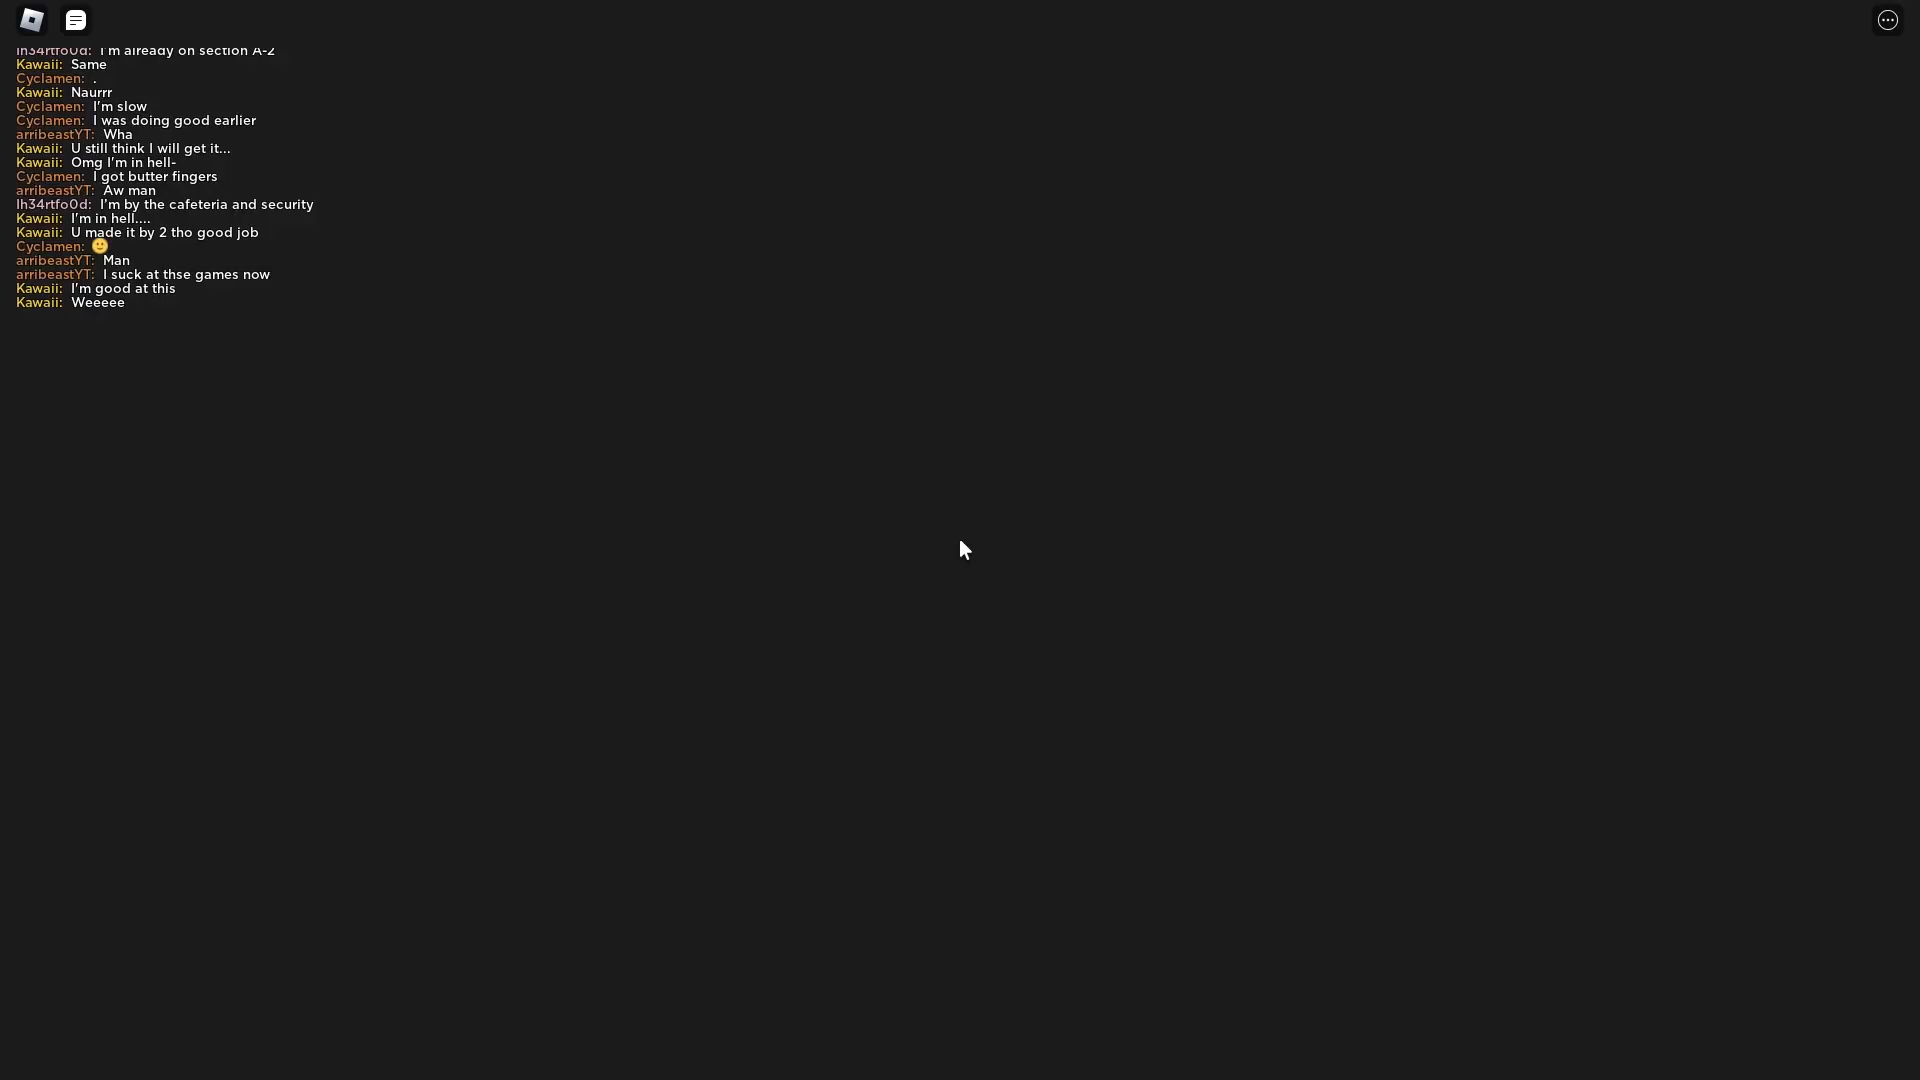 Ih34rtfo0d: I'm already on section A-2
Kawaii: Same
Cyclamen: .
Kawaii: Naurrr
Cyclamen: I'm slow
Cyclamen: I was doing good earlier
arribeastYT: Wha
Kawaii: U still think I will get it...
Kawaii: Omg I'm in hell-
Cyclamen: I got butter fingers
arribeastYT: Aw man
Ih34rtfo0d: I'm by the cafeteria and security
Kawaii: I'm in hell....
Kawaii: U made it by 2 tho good job
Cyclamen: 🙂
arribeastYT: Man
arribeastYT: I suck at thse games now
Kawaii: I'm good at this
Kawaii: Weeeee